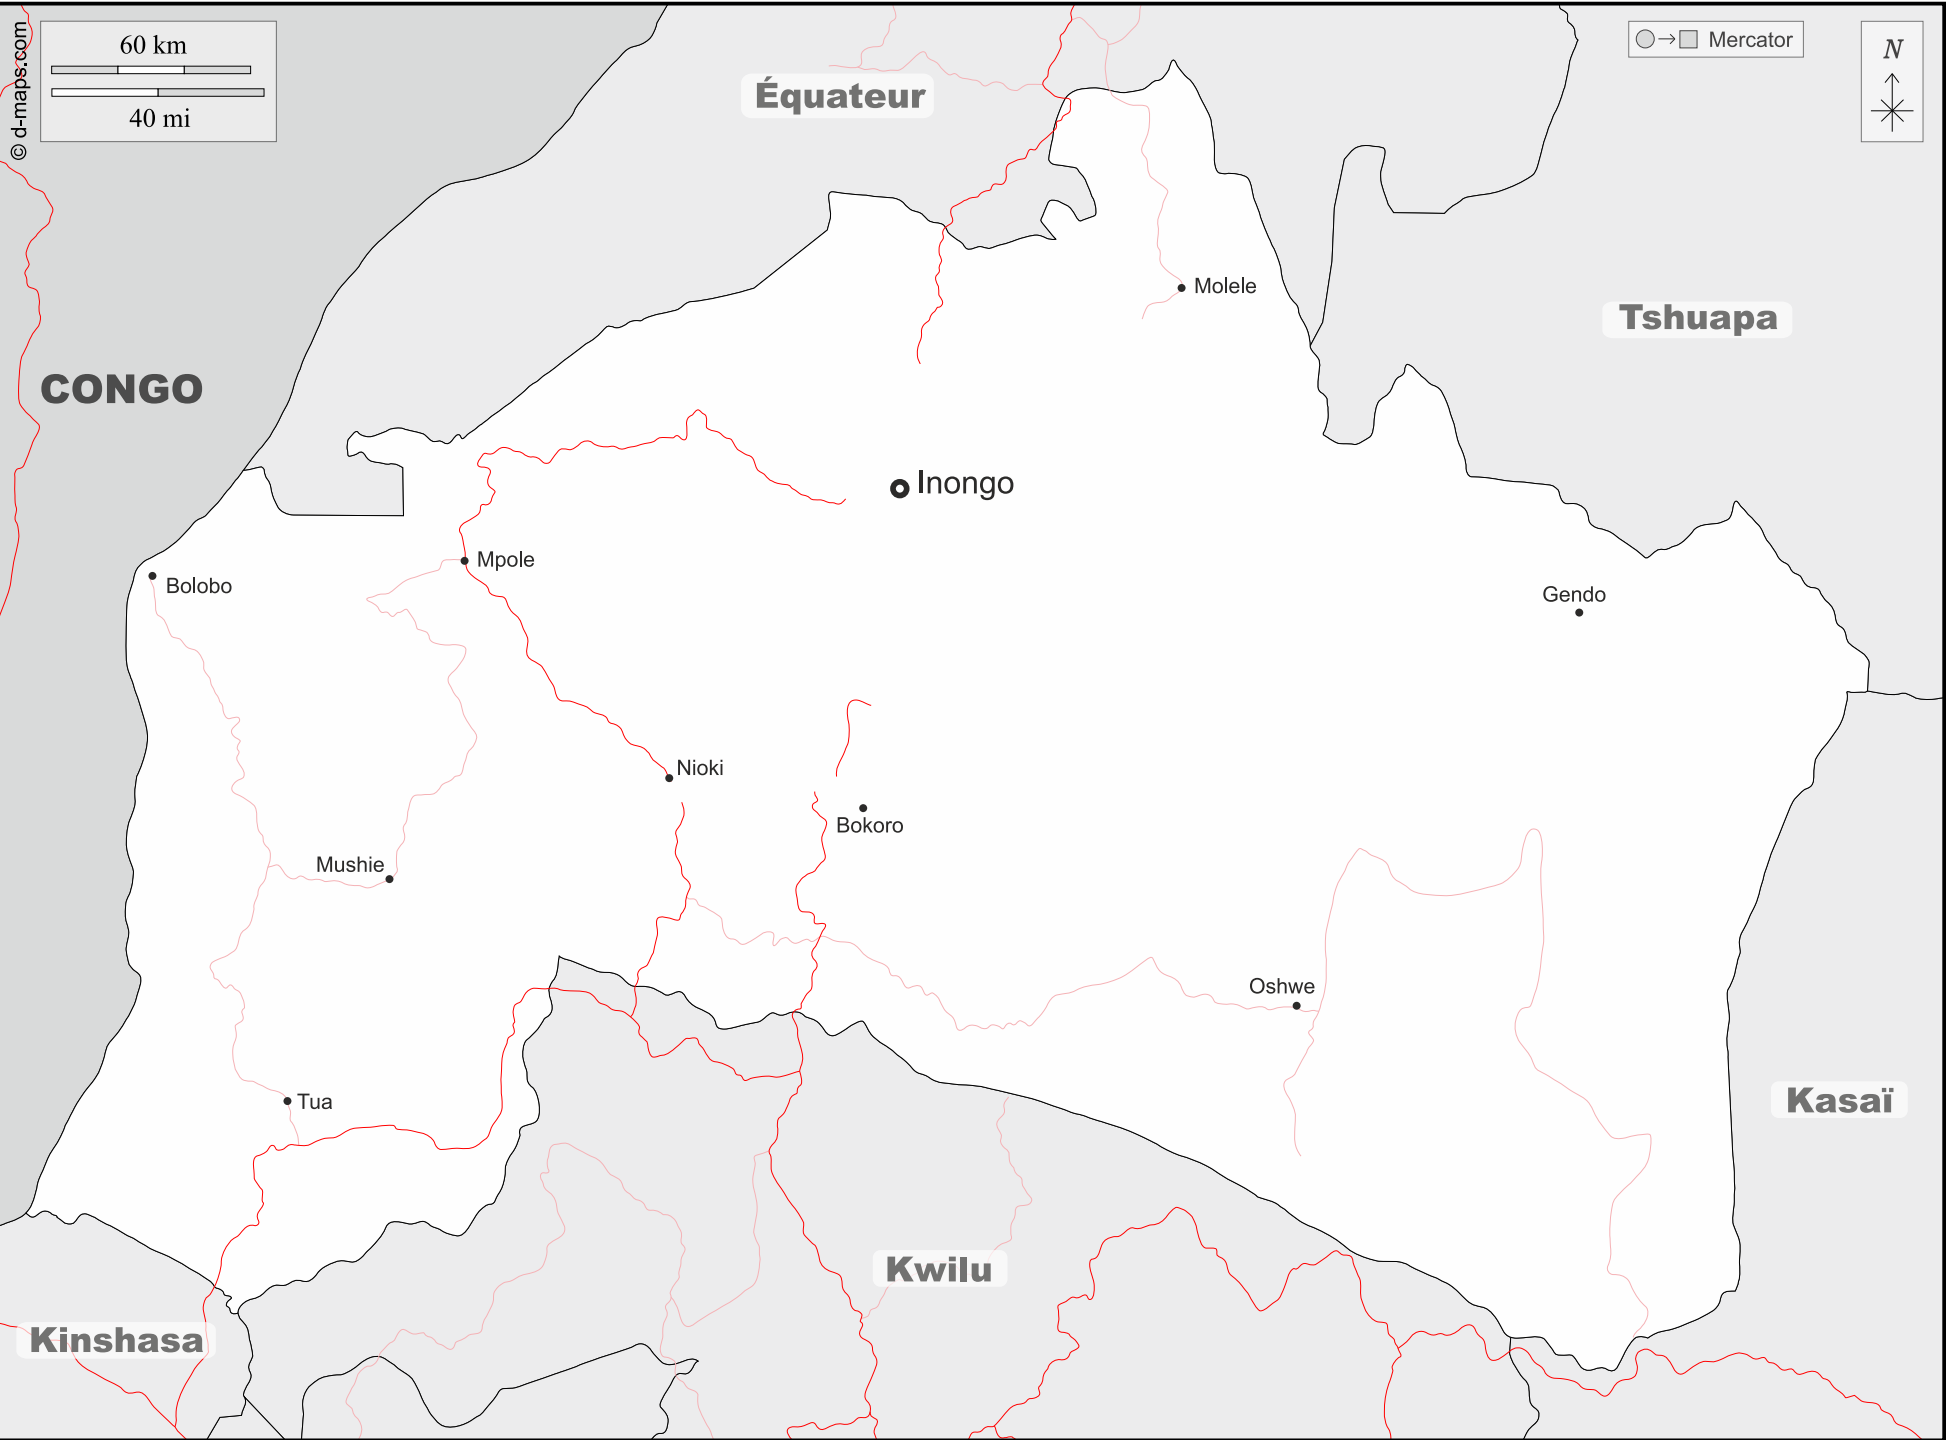 © d-maps.com
60 km
40 mi
Mercator
N
Équateur
Molele
Tshuapa
CONGO
Inongo
Mpole
Bolobo
Gendo
Nioki
Bokoro
Mushie
Oshwe
Tua
Kasaï
Kwilu
Kinshasa